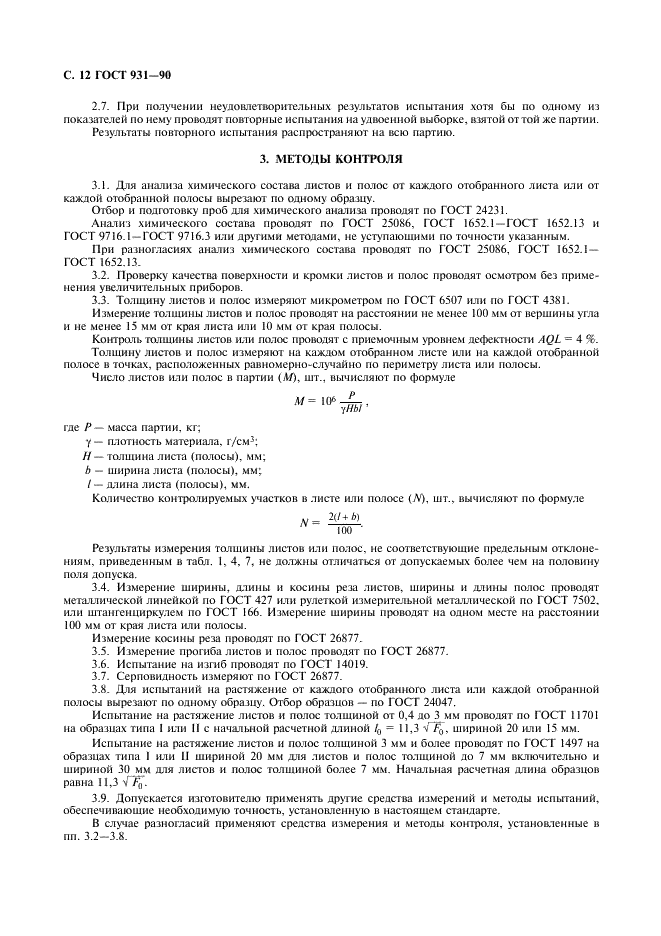 С. 12 ГОСТ 931—90
2.7. При получении неудовлетворительных результатов испытания хотя бы по одному из
показателей по нему проводят повторные испытания на удвоенной выборке, взятой от той же партии.
Результаты повторного испытания распространяют на всю партию.
3. МЕТОДЫ КОНТРОЛЯ
3.1. Для анализа химического состава листов и полос от каждого отобранного листа или от
каждой отобранной полосы вырезают по одному образцу.
Отбор и подготовку проб для химического анализа проводят по ГОСТ 24231.
Анализ химического состава проводят по ГОСТ 25086, ГОСТ 1652.1—ГОСТ 1652.13 и
ГОСТ 9716.1—ГОСТ 9716.3 или другими методами, не уступающими по точности указанным.
При разногласиях анализ химического состава проводят по ГОСТ 25086, ГОСТ 1652.1—
ГОСТ 1652.13.
3.2. Проверку качества поверхности и кромки листов и полос проводят осмотром без приме-
нения увеличительных приборов.
3.3. Толщину листов и полос измеряют микрометром по ГОСТ 6507 или по ГОСТ 4381.
Измерение толщины листов и полос проводят на расстоянии не менее 100 мм от вершины угла
и не менее 15 мм от края листа или 10 мм от края полосы.
Контроль толщины листов или полос проводят с приемочным уровнем дефектности AQL = 4 %.
Толщину листов и полос измеряют на каждом отобранном листе или на каждой отобранной
полосе в точках, расположенных равномерно-случайно по периметру листа или полосы.
Число листов или полос в партии (M), шт., вычисляют по формуле
M = 10⁶ P/γHbl ,
где P — масса партии, кг;
γ — плотность материала, г/см³;
H — толщина листа (полосы), мм;
b — ширина листа (полосы), мм;
l — длина листа (полосы), мм.
Количество контролируемых участков в листе или полосе (N), шт., вычисляют по формуле
N = 2(l + b)/100.
Результаты измерения толщины листов или полос, не соответствующие предельным отклоне-
ниям, приведенным в табл. 1, 4, 7, не должны отличаться от допускаемых более чем на половину
поля допуска.
3.4. Измерение ширины, длины и косины реза листов, ширины и длины полос проводят
металлической линейкой по ГОСТ 427 или рулеткой измерительной металлической по ГОСТ 7502,
или штангенциркулем по ГОСТ 166. Измерение ширины проводят на одном месте на расстоянии
100 мм от края листа или полосы.
Измерение косины реза проводят по ГОСТ 26877.
3.5. Измерение прогиба листов и полос проводят по ГОСТ 26877.
3.6. Испытание на изгиб проводят по ГОСТ 14019.
3.7. Серповидность измеряют по ГОСТ 26877.
3.8. Для испытаний на растяжение от каждого отобранного листа или каждой отобранной
полосы вырезают по одному образцу. Отбор образцов — по ГОСТ 24047.
Испытание на растяжение листов и полос толщиной от 0,4 до 3 мм проводят по ГОСТ 11701
на образцах типа I или II с начальной расчетной длиной l₀ = 11,3 √F₀, шириной 20 или 15 мм.
Испытание на растяжение листов и полос толщиной 3 мм и более проводят по ГОСТ 1497 на
образцах типа I или II шириной 20 мм для листов и полос толщиной до 7 мм включительно и
шириной 30 мм для листов и полос толщиной более 7 мм. Начальная расчетная длина образцов
равна 11,3 √F₀.
3.9. Допускается изготовителю применять другие средства измерений и методы испытаний,
обеспечивающие необходимую точность, установленную в настоящем стандарте.
В случае разногласий применяют средства измерения и методы контроля, установленные в
пп. 3.2—3.8.